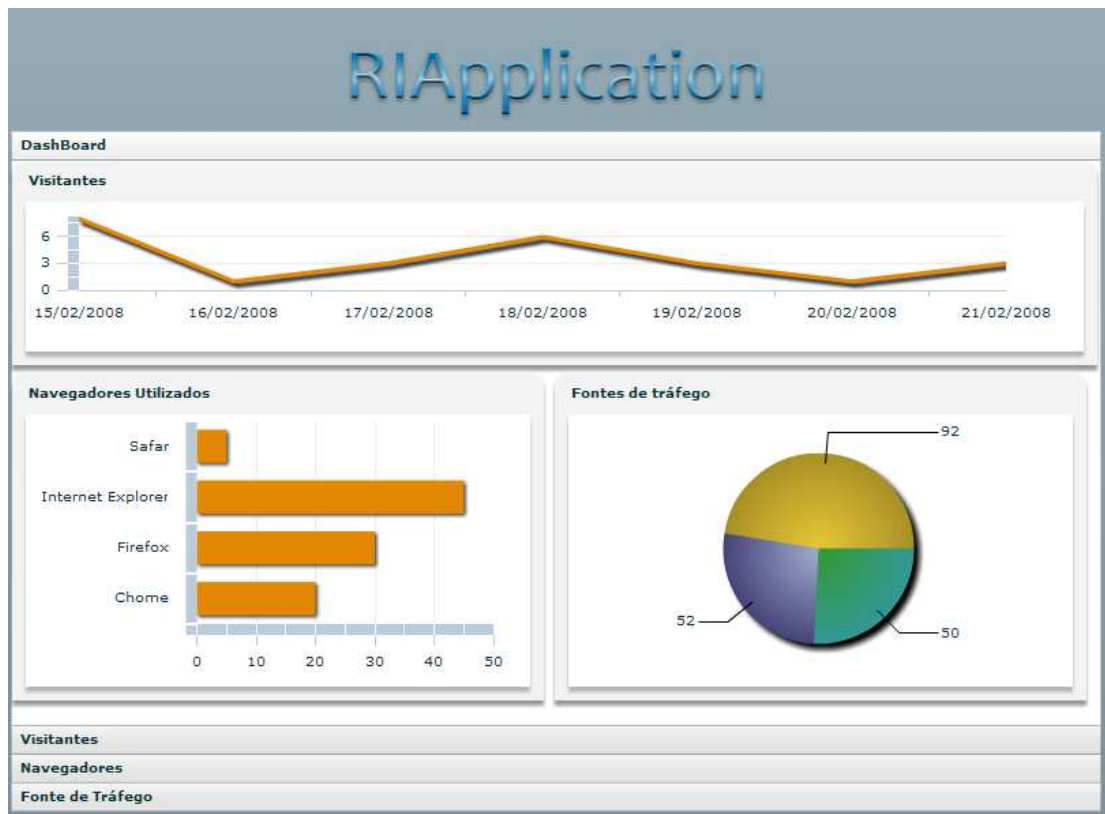 RIApplication
DashBoard
Visitantes
6
3
0
15/02/2008 16/02/2008 17/02/2008 18/02/2008 19/02/2008 20/02/2008 21/02/2008
Navegadores Utilizados
Safar
Internet Explorer
Firefox
Chome
0 10 20 30 40 50
Fontes de tráfego
92
52
50
Visitantes
Navegadores
Fonte de Tráfego